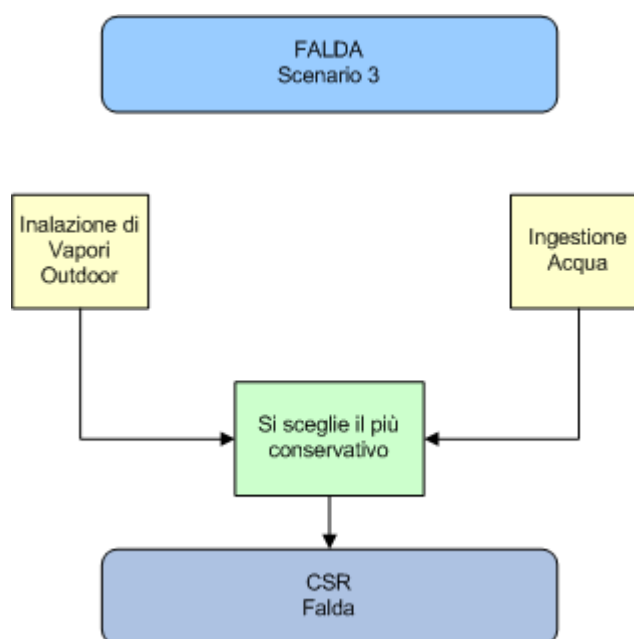 FALDA
Scenario 3
Inalazione di
Vapori
Outdoor
Ingestione
Acqua
Si sceglie il più
conservativo
CSR
Falda